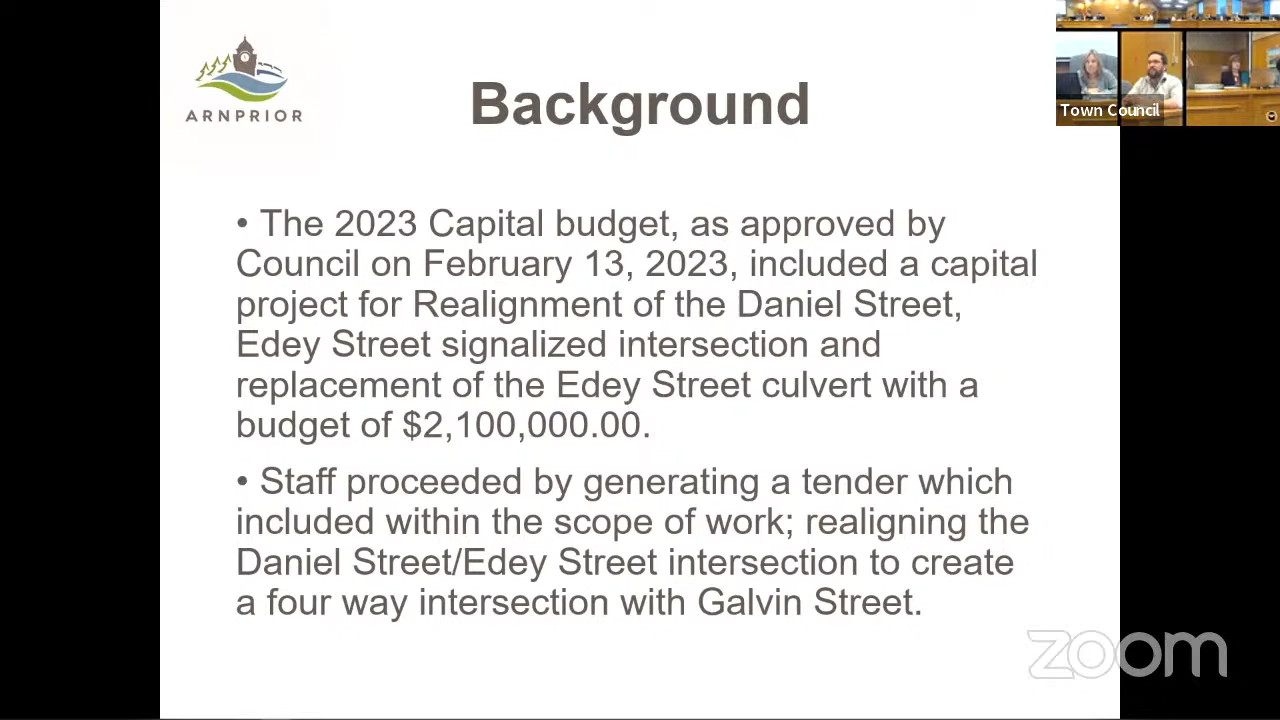 ARNPRIOR
Background
Town Council
• The 2023 Capital budget, as approved by
Council on February 13, 2023, included a capital
project for Realignment of the Daniel Street,
Edey Street signalized intersection and
replacement of the Edey Street culvert with a
budget of $2,100,000.00.
• Staff proceeded by generating a tender which
included within the scope of work; realigning the
Daniel Street/Edey Street intersection to create
a four way intersection with Galvin Street.
zoom